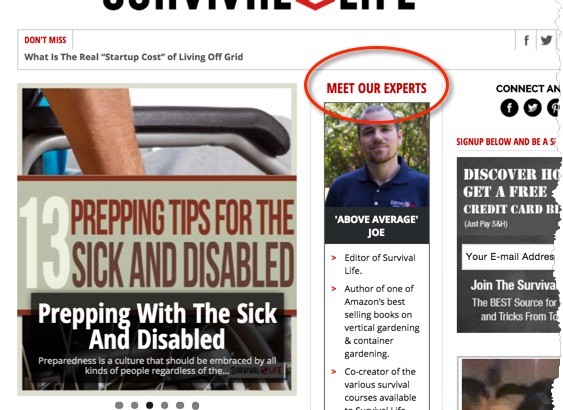 SURVIVAL LIFE
DON'T MISS
What Is The Real "Startup Cost" of Living Off Grid
MEET OUR EXPERTS
13 PREPPING TIPS FOR THE
SICK AND DISABLED
Prepping With The Sick
And Disabled
Preparedness is a culture that should be embraced by all
kinds of people regardless of the...
SURVIVAL LIFE
'ABOVE AVERAGE'
JOE
> Editor of Survival
Life.
> Author of one of
Amazon's best
selling books on
vertical gardening
& container
gardening.
> Co-creator of the
various survival
courses available
to Survival Life
CONNECT AN
SIGNUP BELOW AND BE A
DISCOVER HO
GET A FREE
CREDIT CARD
(Just Pay S&H)
Your E-mail Addres
Join The Surviva
The BEST Source for
and Tricks From To